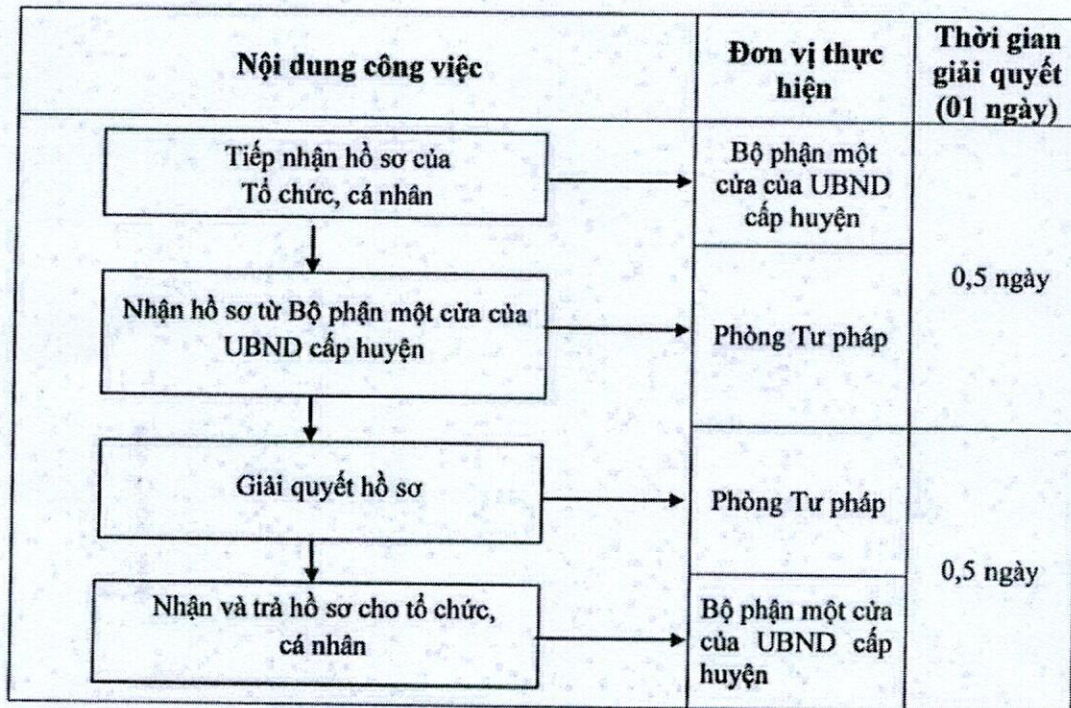 Nội dung công việc
Đơn vị thực
hiện
Thời gian
giải quyết
(01 ngày)
Tiếp nhận hồ sơ của
Tổ chức, cá nhân
Bộ phận một
cửa của UBND
cấp huyện
0,5 ngày
Nhận hồ sơ từ Bộ phận một cửa của
UBND cấp huyện
Phòng Tư pháp
Giải quyết hồ sơ
Phòng Tư pháp
0,5 ngày
Nhận và trả hồ sơ cho tổ chức,
cá nhân
Bộ phận một cửa
của UBND cấp
huyện